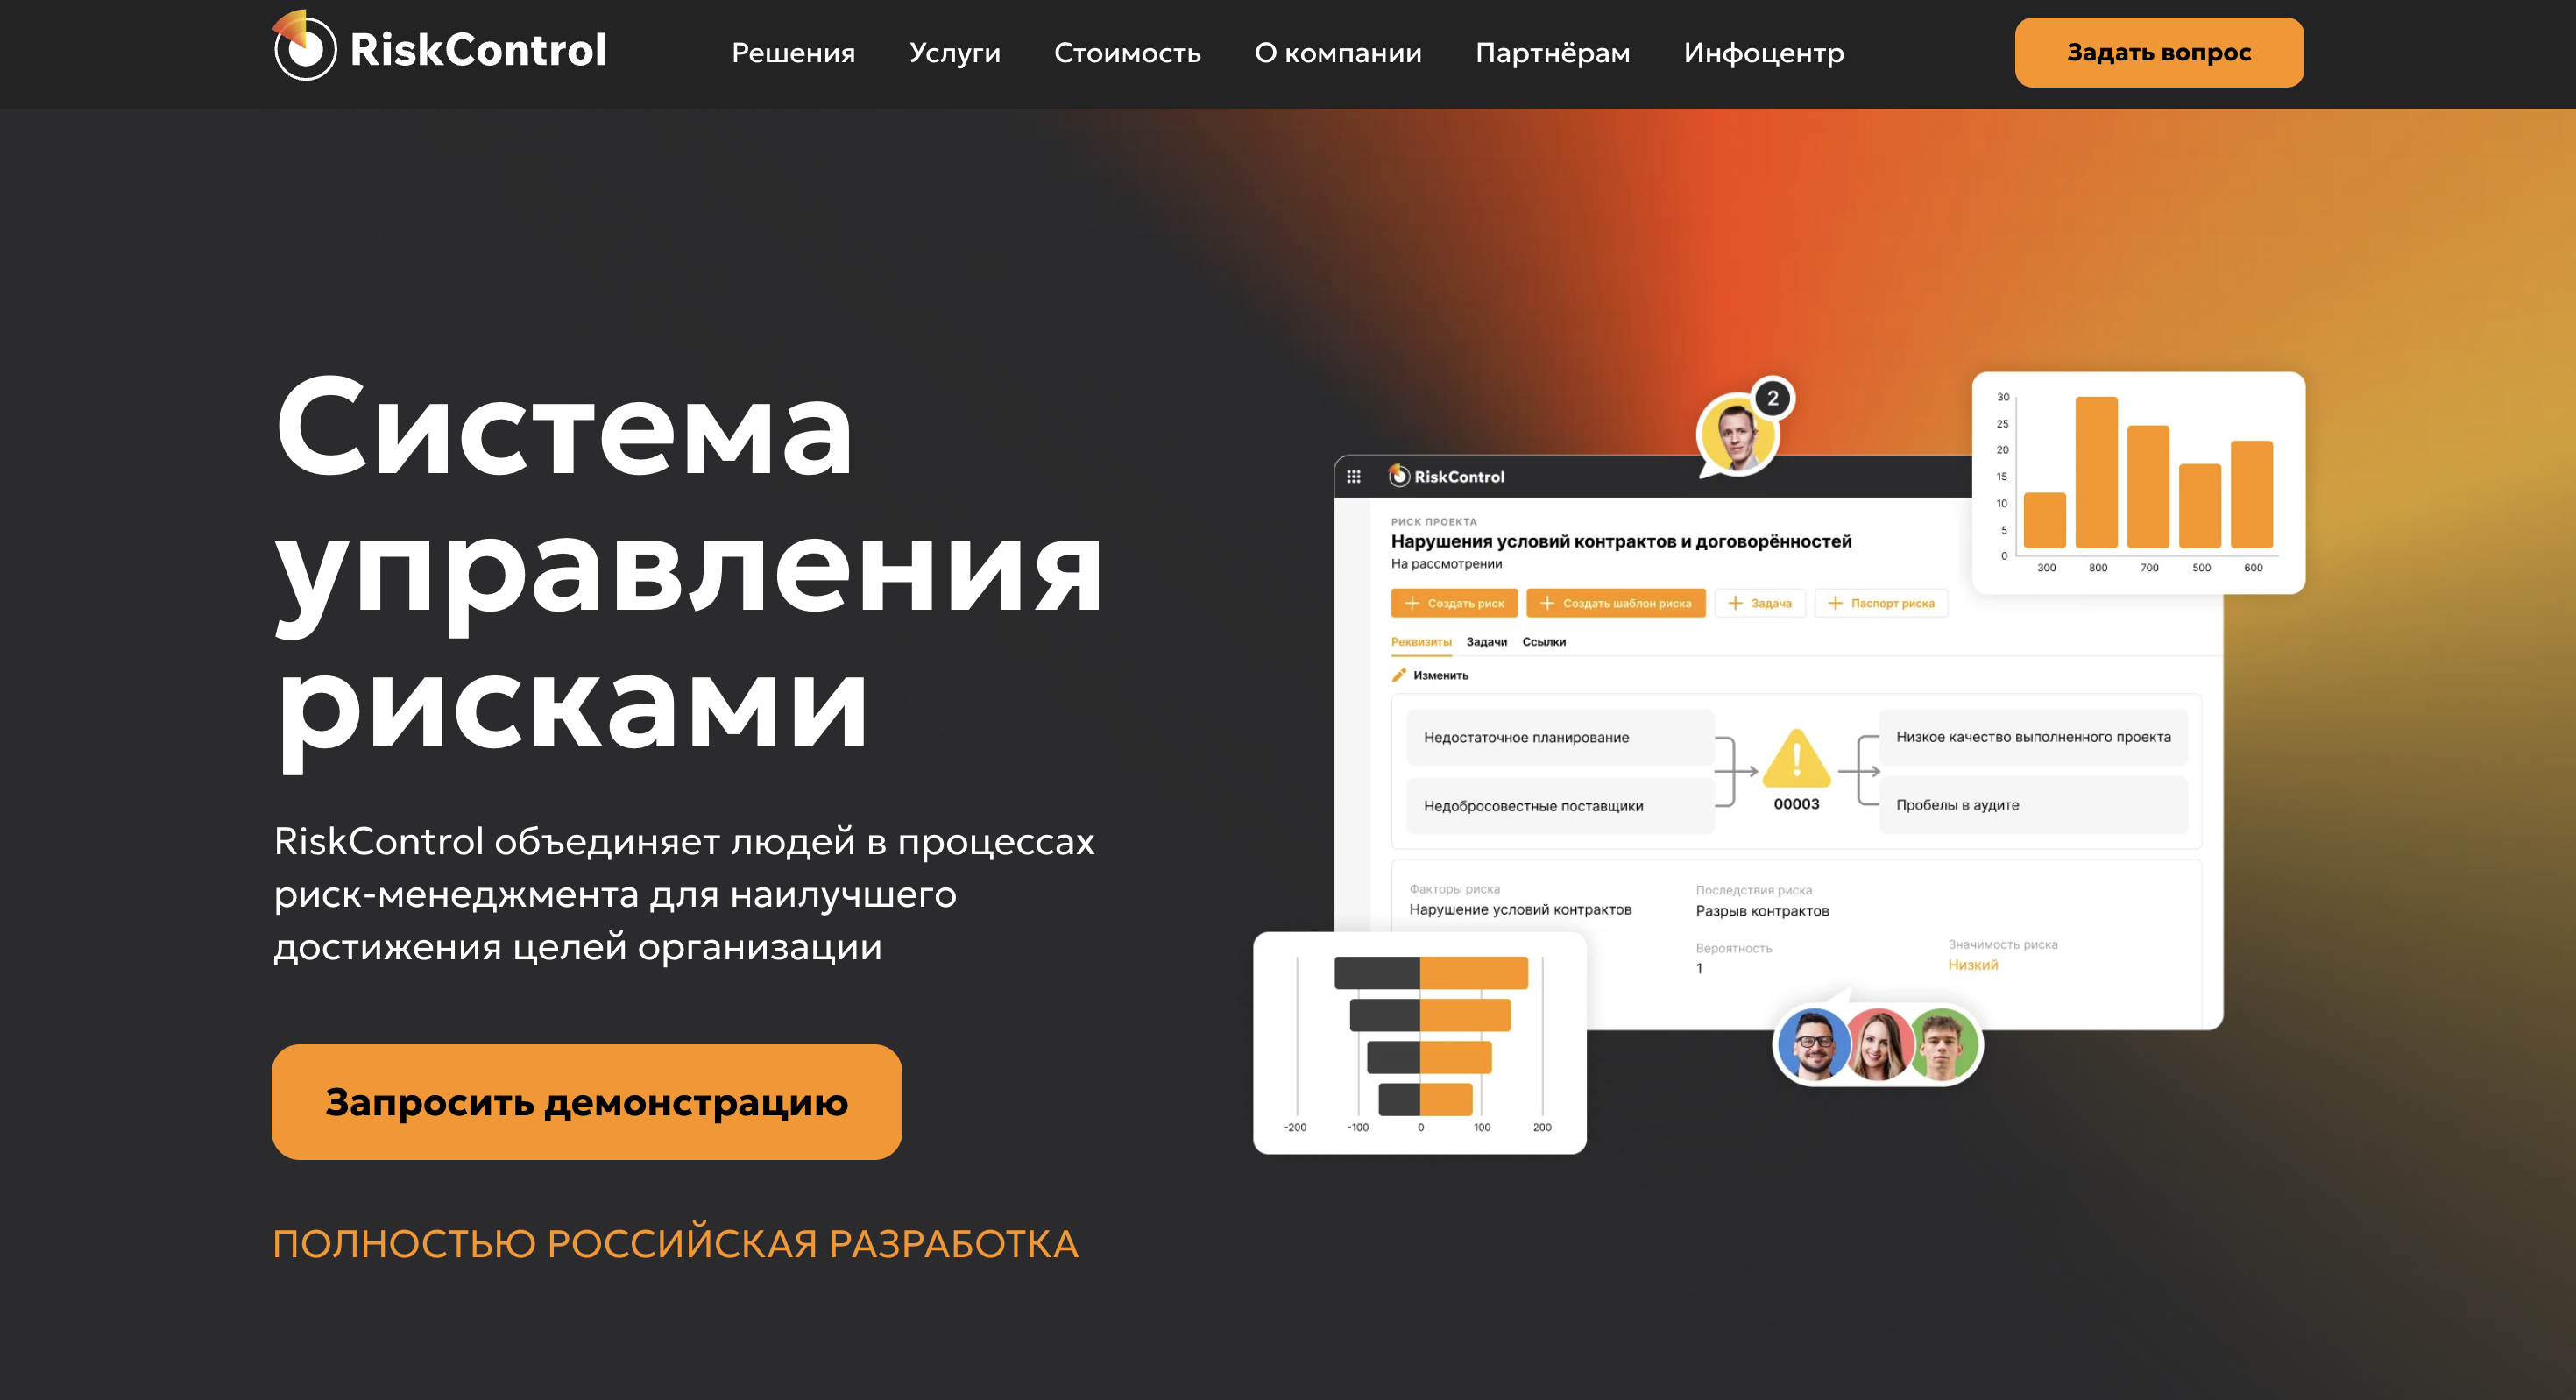 RiskControl
Решения
Услуги
Стоимость
О компании
Партнёрам
Инфоцентр
Задать вопрос
Система
управления
рисками
RiskControl объединяет людей в процессах
риск-менеджмента для наилучшего
достижения целей организации
Запросить демонстрацию
ПОЛНОСТЬЮ РОССИЙСКАЯ РАЗРАБОТКА
2
RiskControl
РИСК ПРОЕКТА
Нарушения условий контрактов и договорённостей
На рассмотрении
Создать риск
Создать шаблон риска
Задача
Паспорт риска
Реквизиты
Задачи
Ссылки
Изменить
Недостаточное планирование
Недобросовестные поставщики
00003
Низкое качество выполненного проекта
Пробелы в аудите
Факторы риска
Нарушение условий контрактов
Последствия риска
Разрыв контрактов
Вероятность
1
Значимость риска
Низкий
30
25
20
15
10
5
0
300 800 700 500 600
-200 -100 0 100 200